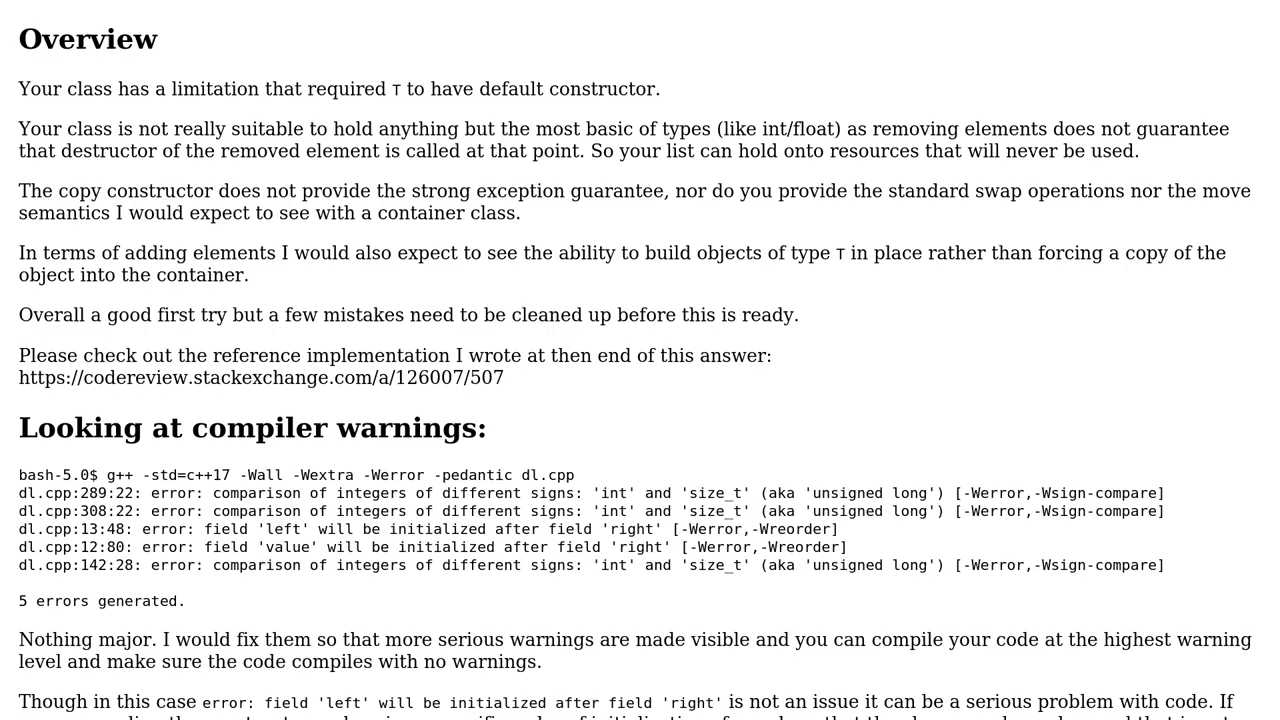 Overview
Your class has a limitation that required T to have default constructor.
Your class is not really suitable to hold anything but the most basic of types (like int/float) as removing elements does not guarantee
that destructor of the removed element is called at that point. So your list can hold onto resources that will never be used.
The copy constructor does not provide the strong exception guarantee, nor do you provide the standard swap operations nor the move
semantics I would expect to see with a container class.
In terms of adding elements I would also expect to see the ability to build objects of type T in place rather than forcing a copy of the
object into the container.
Overall a good first try but a few mistakes need to be cleaned up before this is ready.
Please check out the reference implementation I wrote at then end of this answer:
https://codereview.stackexchange.com/a/126007/507
Looking at compiler warnings:
bash-5.0$ g++ -std=c++17 -Wall -Wextra -Werror -pedantic dl.cpp
dl.cpp:289:22: error: comparison of integers of different signs: 'int' and 'size_t' (aka 'unsigned long') [-Werror,-Wsign-compare]
dl.cpp:308:22: error: comparison of integers of different signs: 'int' and 'size_t' (aka 'unsigned long') [-Werror,-Wsign-compare]
dl.cpp:13:48: error: field 'left' will be initialized after field 'right' [-Werror,-Wreorder]
dl.cpp:12:80: error: field 'value' will be initialized after field 'right' [-Werror,-Wreorder]
dl.cpp:142:28: error: comparison of integers of different signs: 'int' and 'size_t' (aka 'unsigned long') [-Werror,-Wsign-compare]
5 errors generated.
Nothing major. I would fix them so that more serious warnings are made visible and you can compile your code at the highest warning
level and make sure the code compiles with no warnings.
Though in this case error: field 'left' will be initialized after field 'right' is not an issue it can be a serious problem with code. If